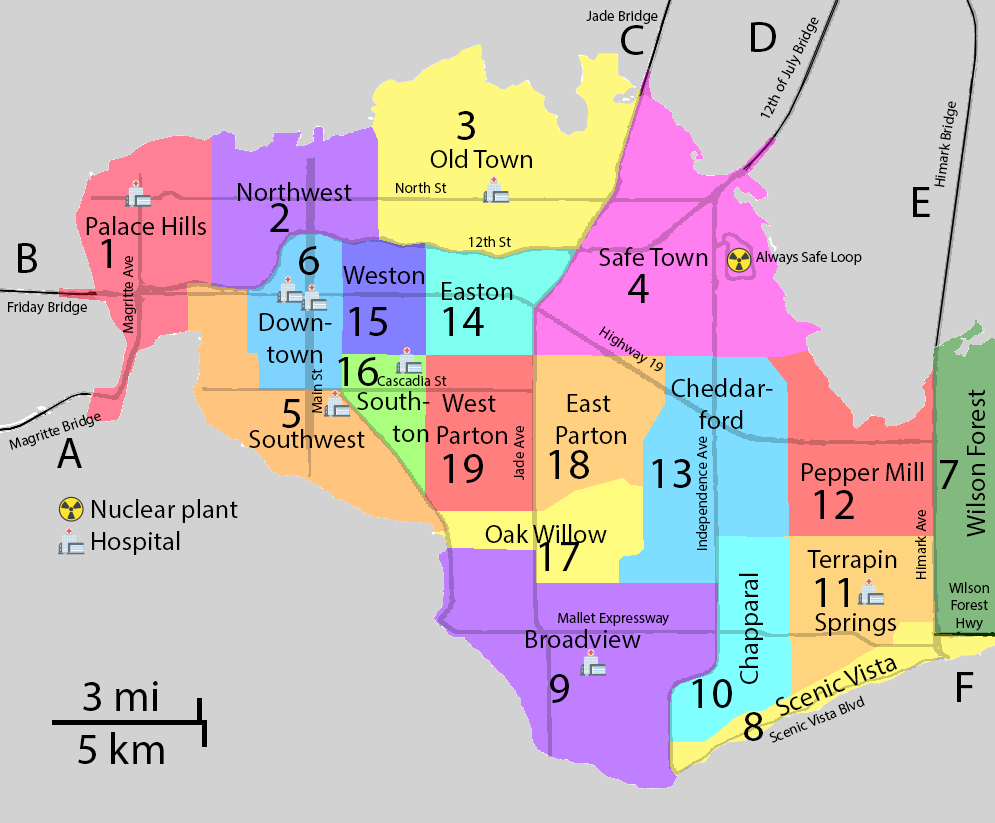 Jade Bridge
C
D
12th of July Bridge
3
Old Town
Himark Bridge
North St
Northwest
2
Palace Hills
1
E
B
Friday Bridge
Magritte Ave
6
12th St
Weston
15
Easton
14
Safe Town
4
Always Safe Loop
Down-
town
Highway 19
16
Cascadia St
South-
ton
Main St
5
Southwest
Magritte Bridge
A
West
Parton
19
Jade Ave
East
Parton
18
Cheddar-
ford
13
Independence Ave
Pepper Mill
12
7
Wilson Forest
Nuclear plant
Hospital
Oak Willow
17
Himark Ave
Terrapin
11
Springs
Wilson
Forest
Hwy
Chapparal
10
Mallet Expressway
Broadview
9
Scenic Vista
8
Scenic Vista Blvd
F
3 mi
5 km